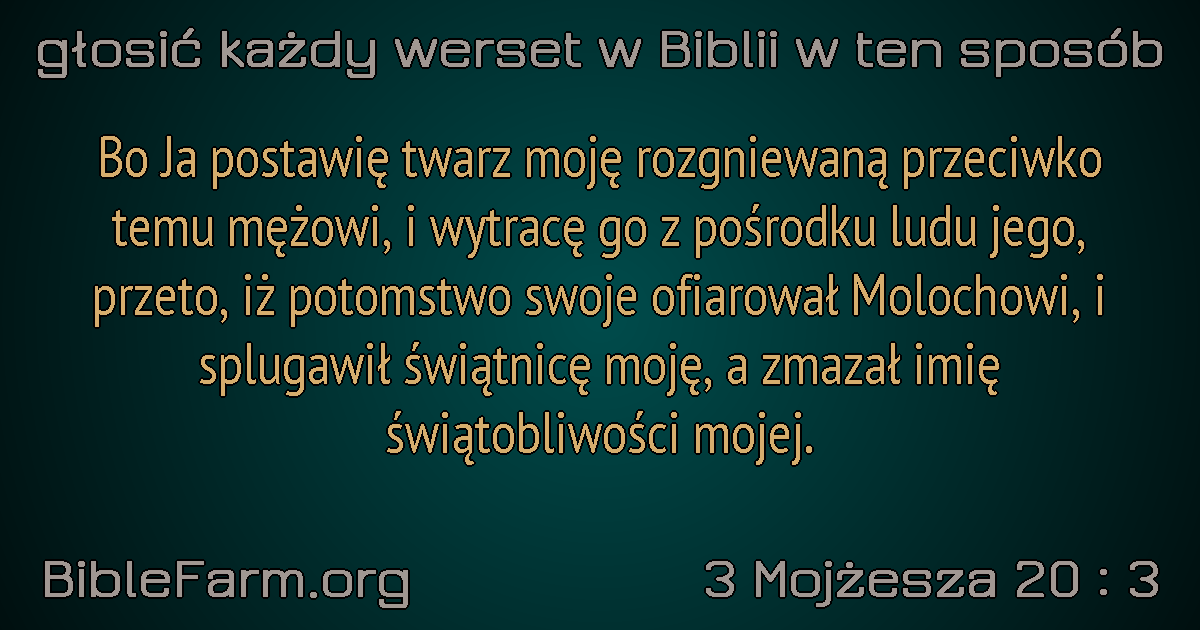 głosić każdy werset w Biblii w ten sposób
Bo Ja postawię twarz moję rozgniewaną przeciwko
temu mężowi, i wytracę go z pośrodku ludu jego,
przeto, iż potomstwo swoje ofiarował Molochowi, i
splugawił świątnicę moję, a zmazał imię
świątobliwości mojej.
BibleFarm.org
3 Mojżesza 20 : 3